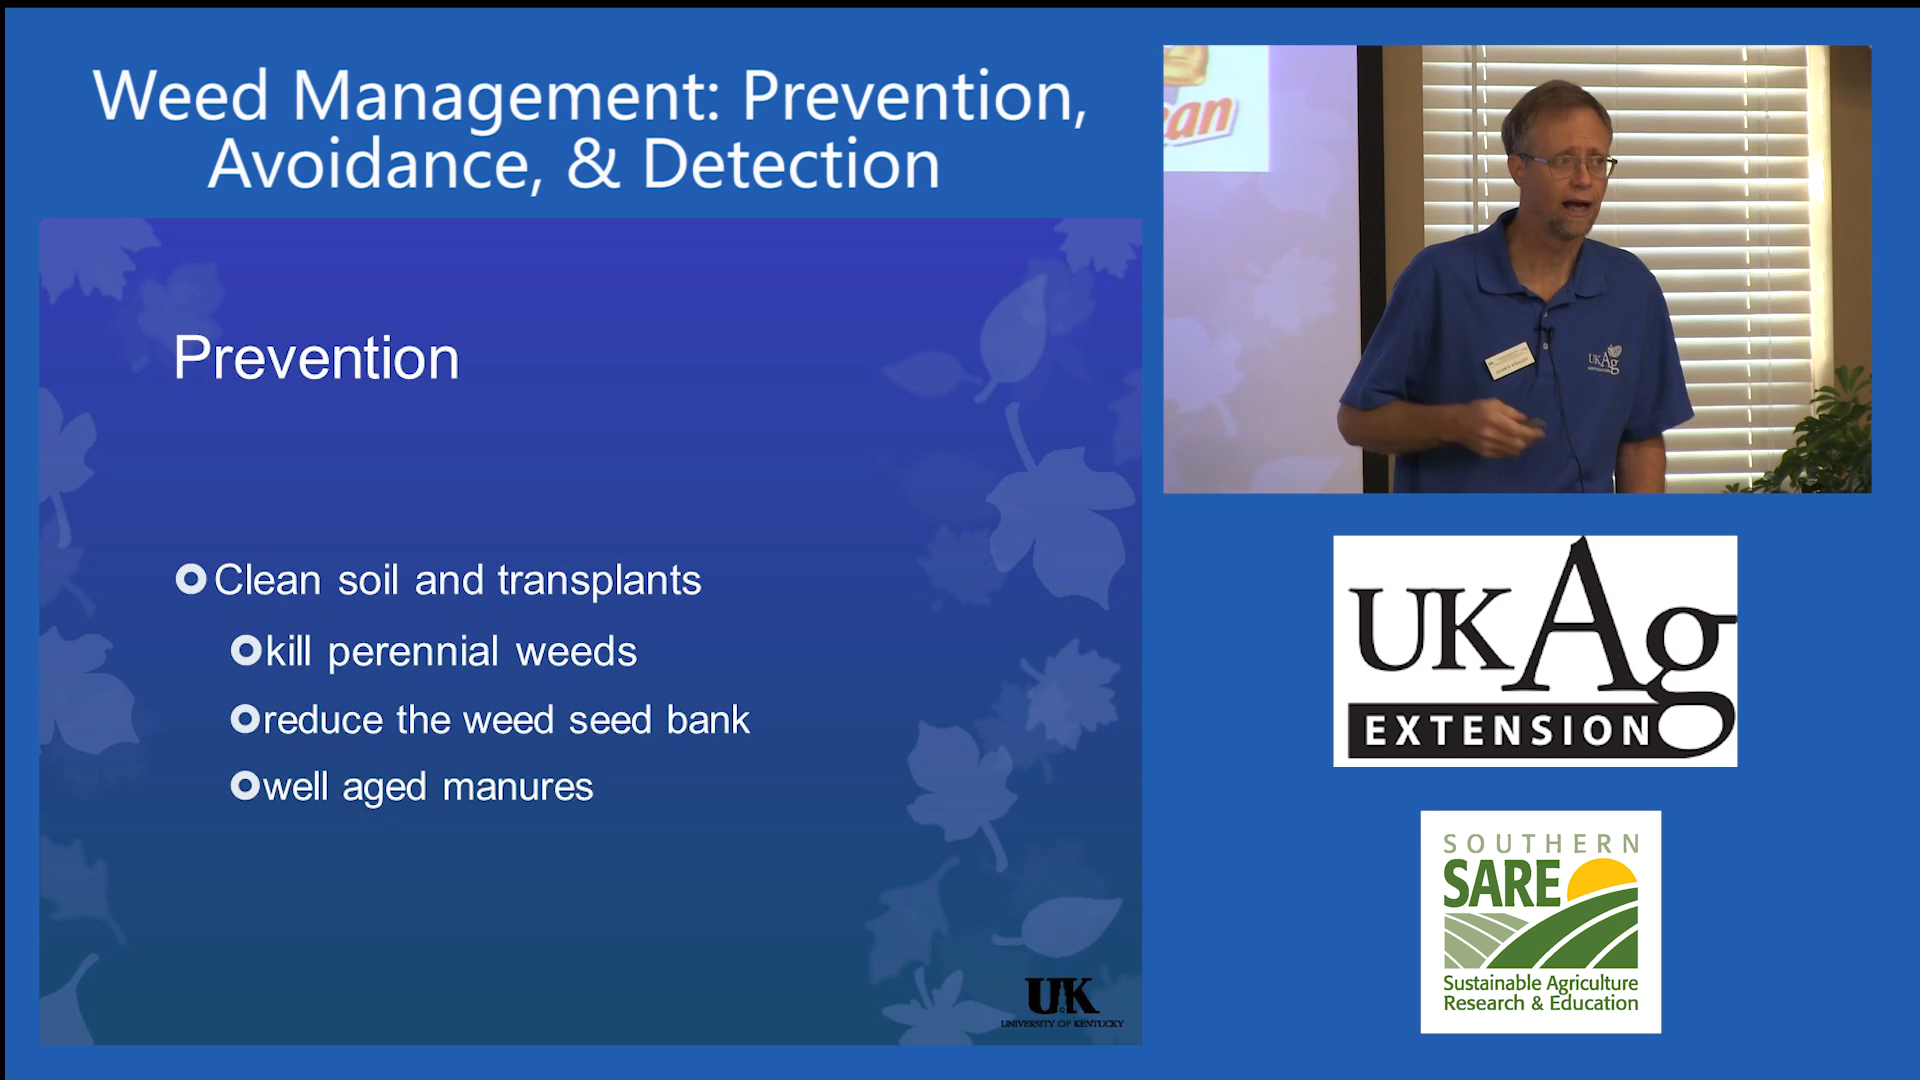 Weed Management: Prevention,
Avoidance, & Detection
Prevention
Clean soil and transplants
kill perennial weeds
reduce the weed seed bank
well aged manures
UK
UNIVERSITY OF KENTUCKY
UKAg
UKAg
EXTENSION
SOUTHERN
SARE
Sustainable Agriculture
Research & Education